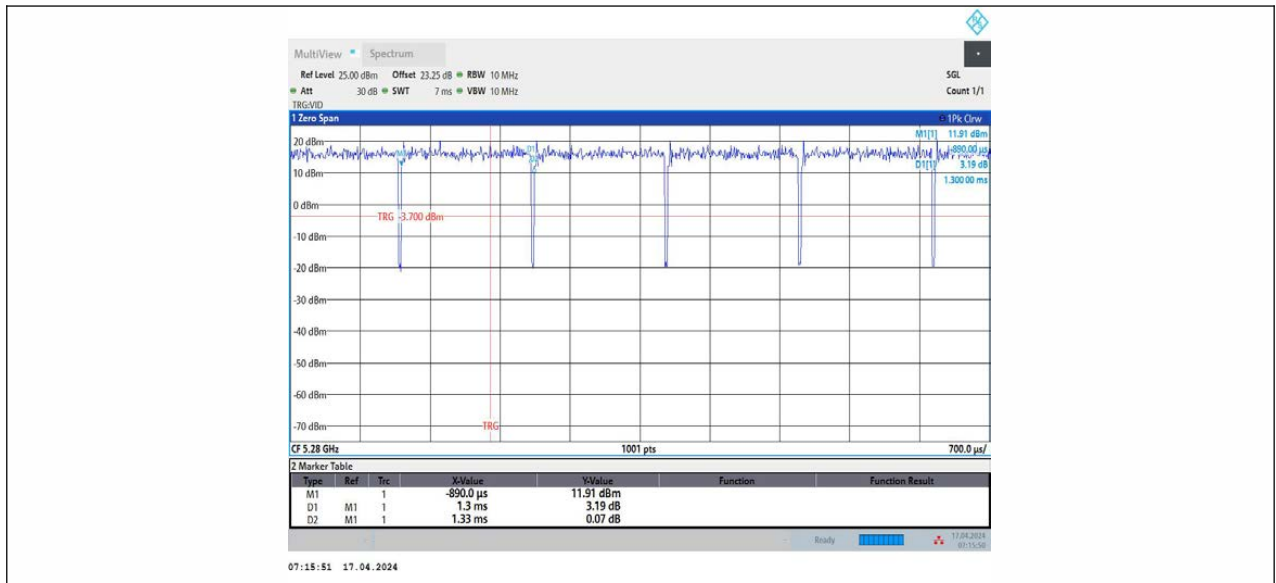 MultiView Spectrum
Ref Level 25.00 dBm Offset 23.25 dB RBW 10 MHz SGL
Att 30 dB SWT 7 ms VBW 10 MHz Count 1/1
TRG:VID
1 Zero Span 1Pk Clrw
M1[1] 11.91 dBm
-890.00 µs
D1[1] 3.19 dB
1.300 00 ms
20 dBm
M1 D1
D2
10 dBm
0 dBm
TRG -3.700 dBm
-10 dBm
-20 dBm
-30 dBm
-40 dBm
-50 dBm
-60 dBm
-70 dBm
TRG
CF 5.28 GHz 1001 pts 700.0 µs/
2 Marker Table
Type Ref Trc X-Value Y-Value Function Function Result
M1 1 -890.0 µs 11.91 dBm
D1 M1 1 1.3 ms 3.19 dB
D2 M1 1 1.33 ms 0.07 dB
Ready 17.04.2024
07:15:50
07:15:51 17.04.2024